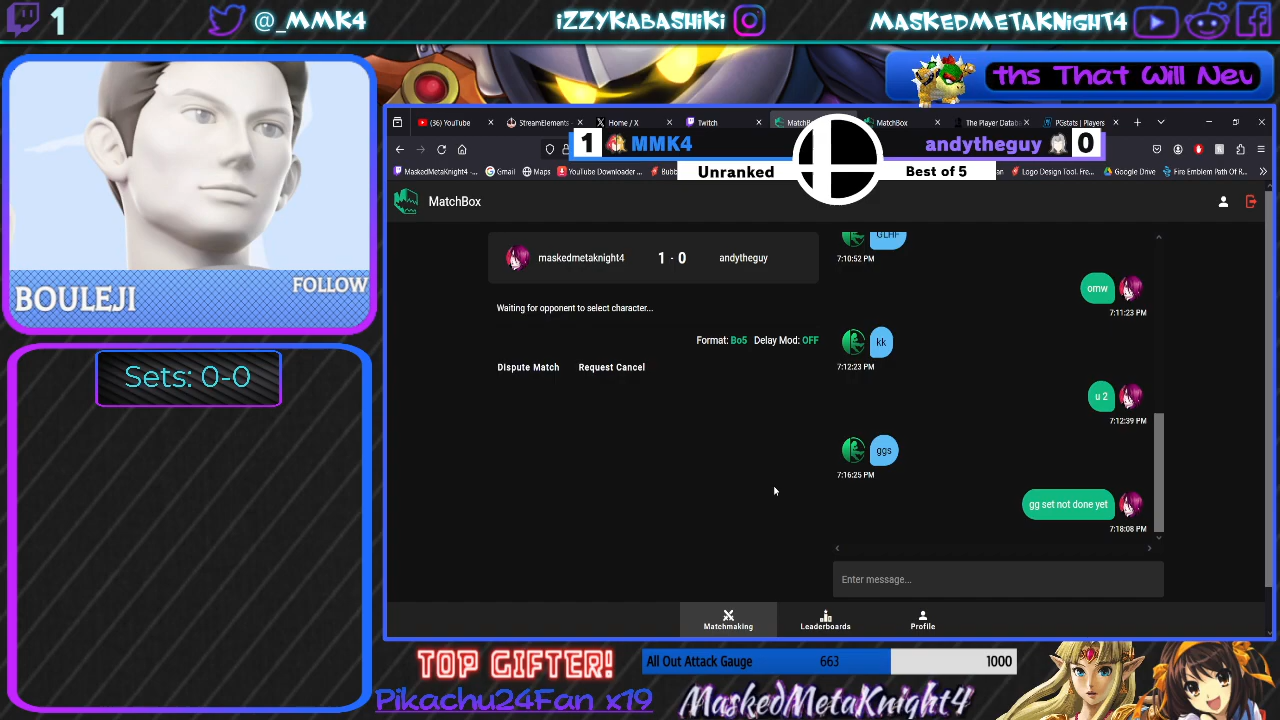 1
@_MMK4
iZZYKABASHiKi
MASKEDMETAKNiGHT4
ths That Will Nev
(36) YouTube
StreamElements -
Home / X
Twitch
MatchB
MatchBox
The Player Datab
PGstats | Players
1 MMK4
andytheguy 0
Unranked
Best of 5
MaskedMetaKnight4 -...
Gmail
Maps
YouTube Downloader ...
Bubb
Logo Design Tool. Fre...
Google Drive
Fire Emblem Path Of R...
MatchBox
maskedmetaknight4 1 - 0 andytheguy
Waiting for opponent to select character...
Format: Bo5 Delay Mod: OFF
Dispute Match Request Cancel
GLHF
7:10:52 PM
omw
7:11:23 PM
kk
7:12:23 PM
u 2
7:12:39 PM
ggs
7:16:25 PM
gg set not done yet
7:18:08 PM
Enter message...
Matchmaking
Leaderboards
Profile
BOULEJI
FOLLOW
Sets: 0-0
TOP GIFTER!
Pikachu24Fan x19
All Out Attack Gauge 663 1000
MaskedMetaKnight4